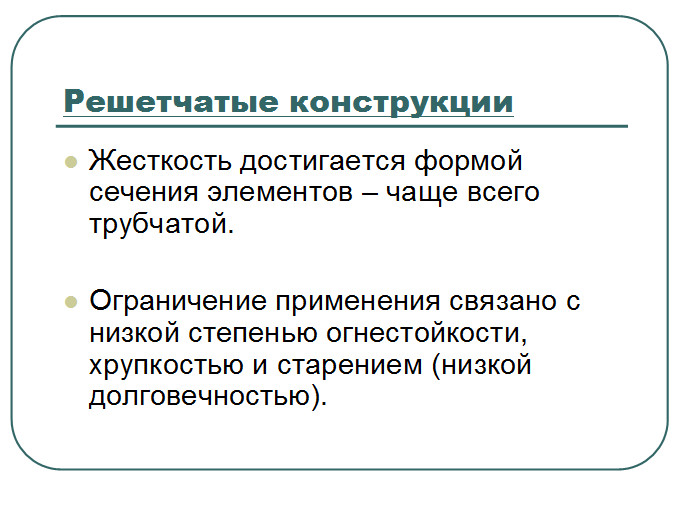 Решетчатые конструкции
Жесткость достигается формой
сечения элементов – чаще всего
трубчатой.
Ограничение применения связано с
низкой степенью огнестойкости,
хрупкостью и старением (низкой
долговечностью).